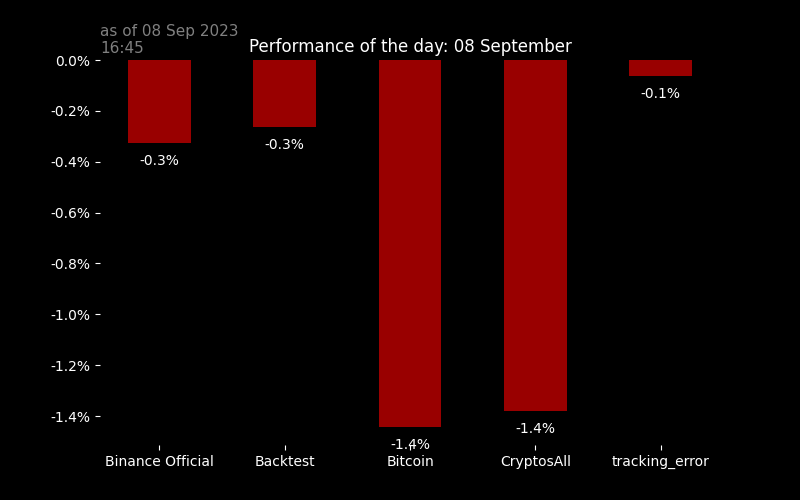 as of 08 Sep 2023
16:45
Performance of the day: 08 September
0.0%
-0.2%
-0.4%
-0.6%
-0.8%
-1.0%
-1.2%
-1.4%
-0.3%
-0.3%
-1.4%
-1.4%
-0.1%
Binance Official
Backtest
Bitcoin
CryptosAll
tracking_error